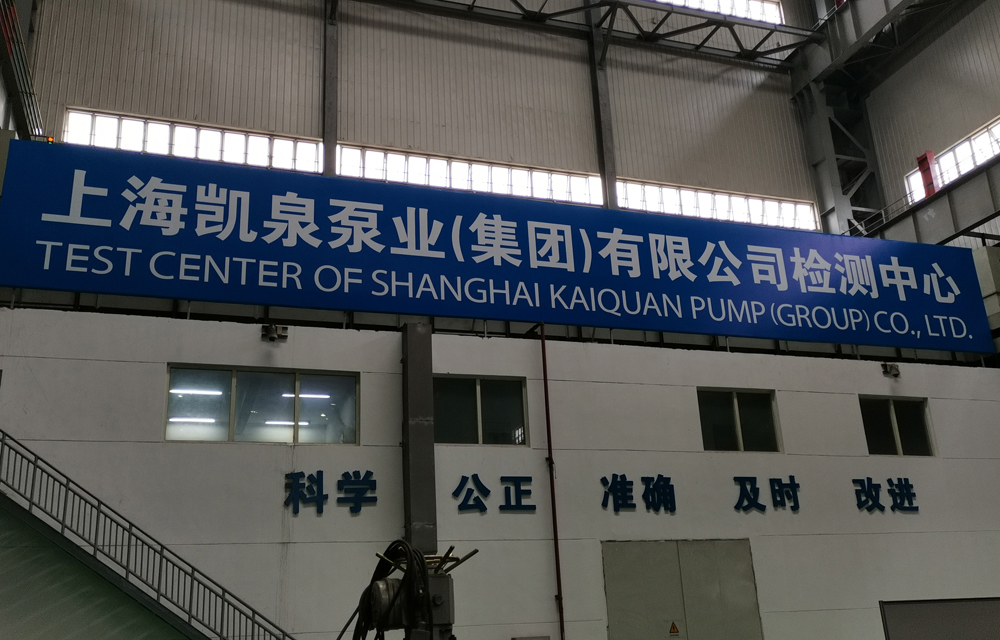 上海凯泉泵业(集团)有限公司检测中心
TEST CENTER OF SHANGHAI KAIQUAN PUMP (GROUP) CO., LTD.
科学 公正 准确 及时 改进